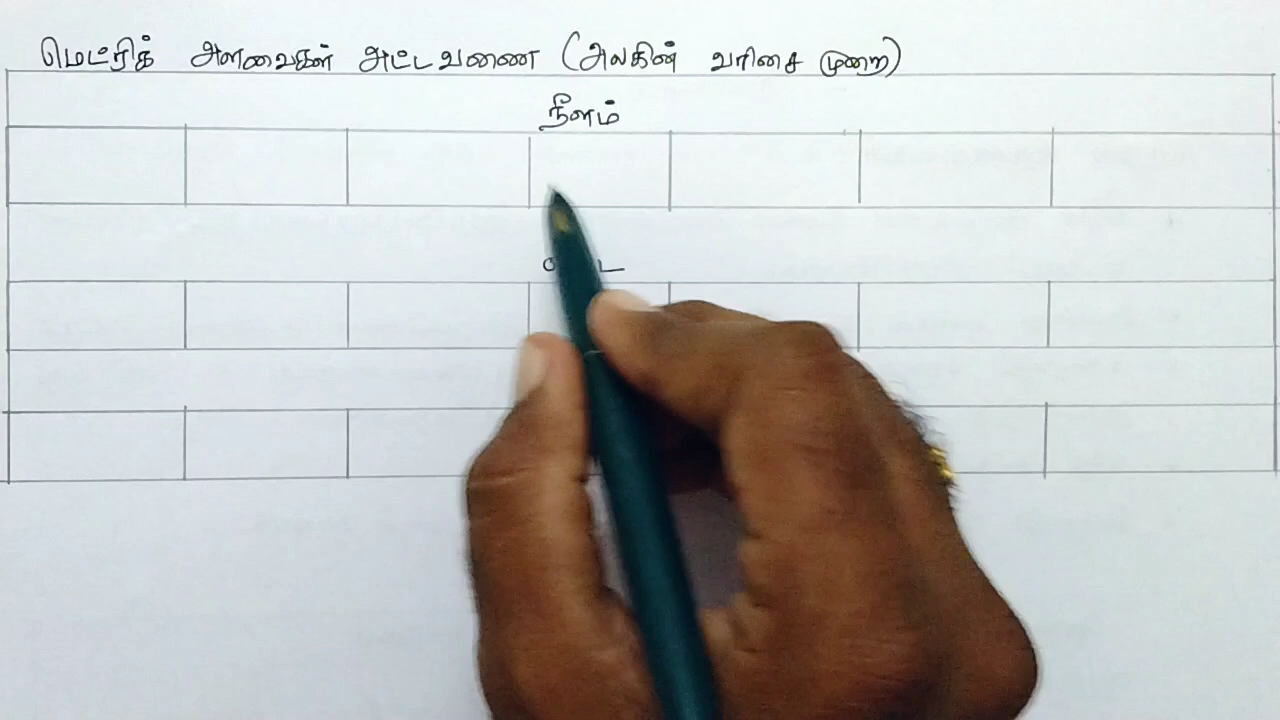 மெட்ரிக் அளவைகள் அட்டவணை (அலகின் வரிசை முறை)
நீளம்